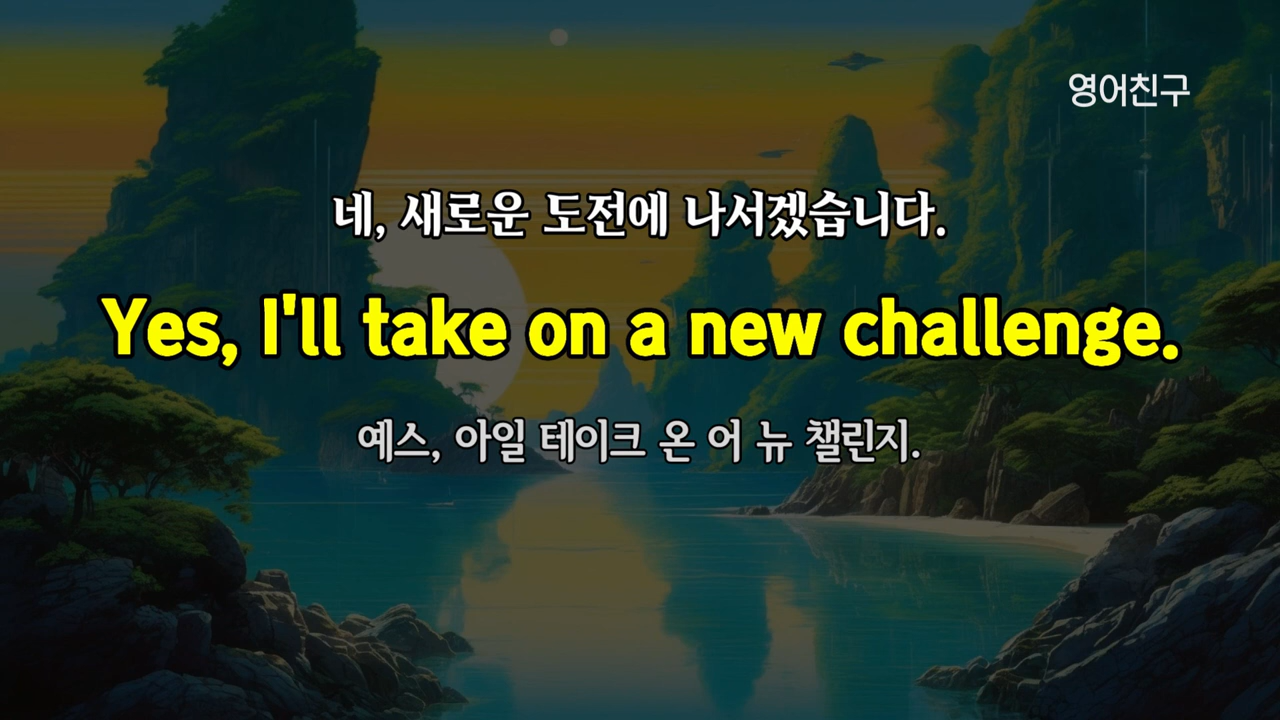 영어친구
네, 새로운 도전에 나서겠습니다.
Yes, I'll take on a new challenge.
예스, 아일 테이크 온 어 뉴 챌린지.